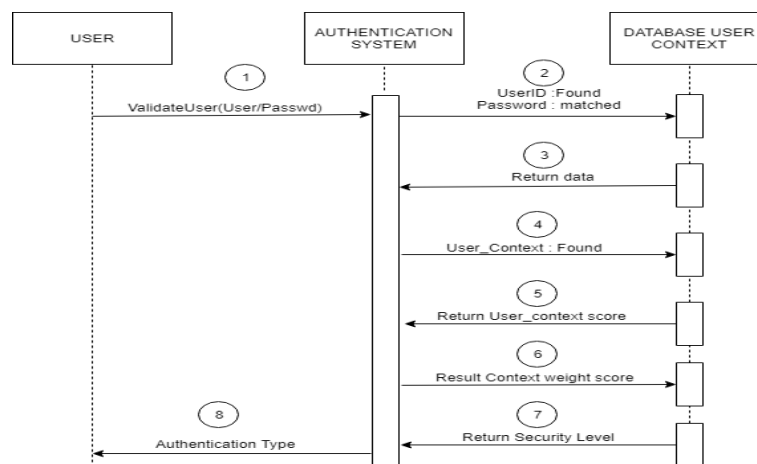 USER
AUTHENTICATION
SYSTEM
DATABASE USER
CONTEXT
1
ValidateUser(User/Passwd)
2
UserID :Found
Password : matched
3
Return data
4
User_Context : Found
5
Return User_context score
6
Result Context weight score
7
Return Security Level
8
Authentication Type